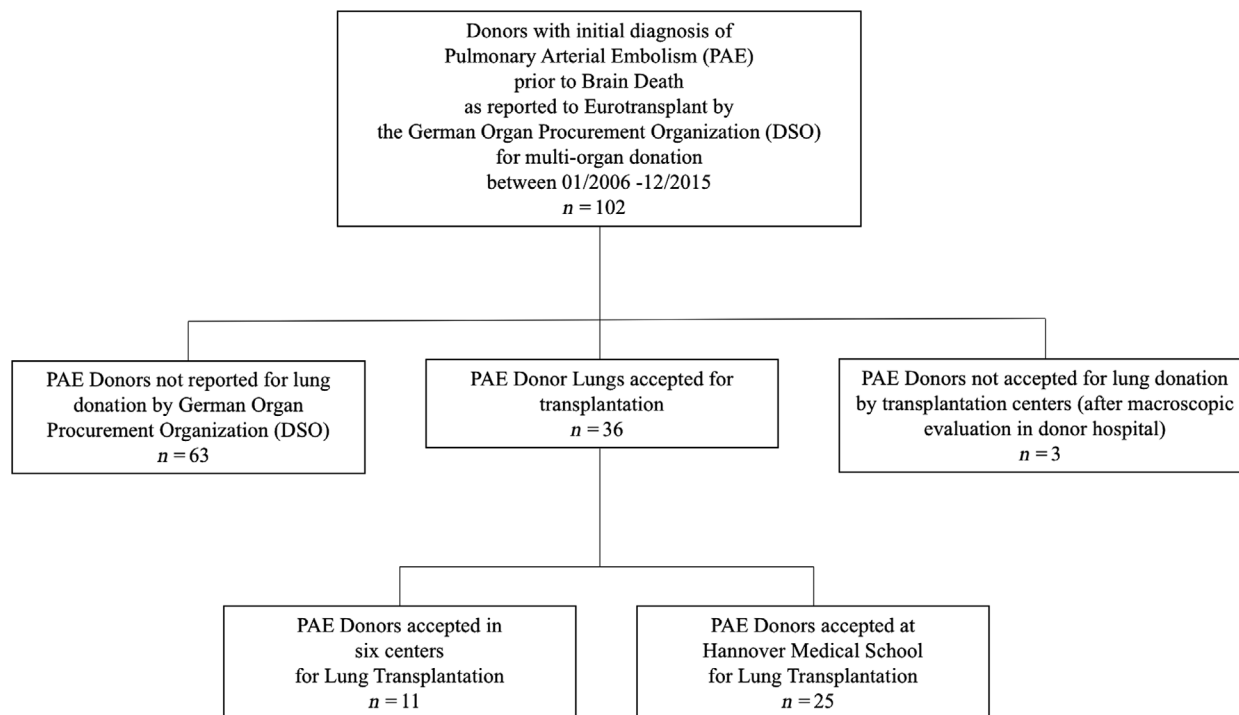 Donors with initial diagnosis of
Pulmonary Arterial Embolism (PAE)
prior to Brain Death
as reported to Eurotransplant by
the German Organ Procurement Organization (DSO)
for multi-organ donation
between 01/2006 -12/2015
n = 102
PAE Donors not reported for lung
donation by German Organ
Procurement Organization (DSO)
n = 63
PAE Donor Lungs accepted for
transplantation
n = 36
PAE Donors not accepted for lung donation
by transplantation centers (after macroscopic
evaluation in donor hospital)
n = 3
PAE Donors accepted in
six centers
for Lung Transplantation
n = 11
PAE Donors accepted at
Hannover Medical School
for Lung Transplantation
n = 25